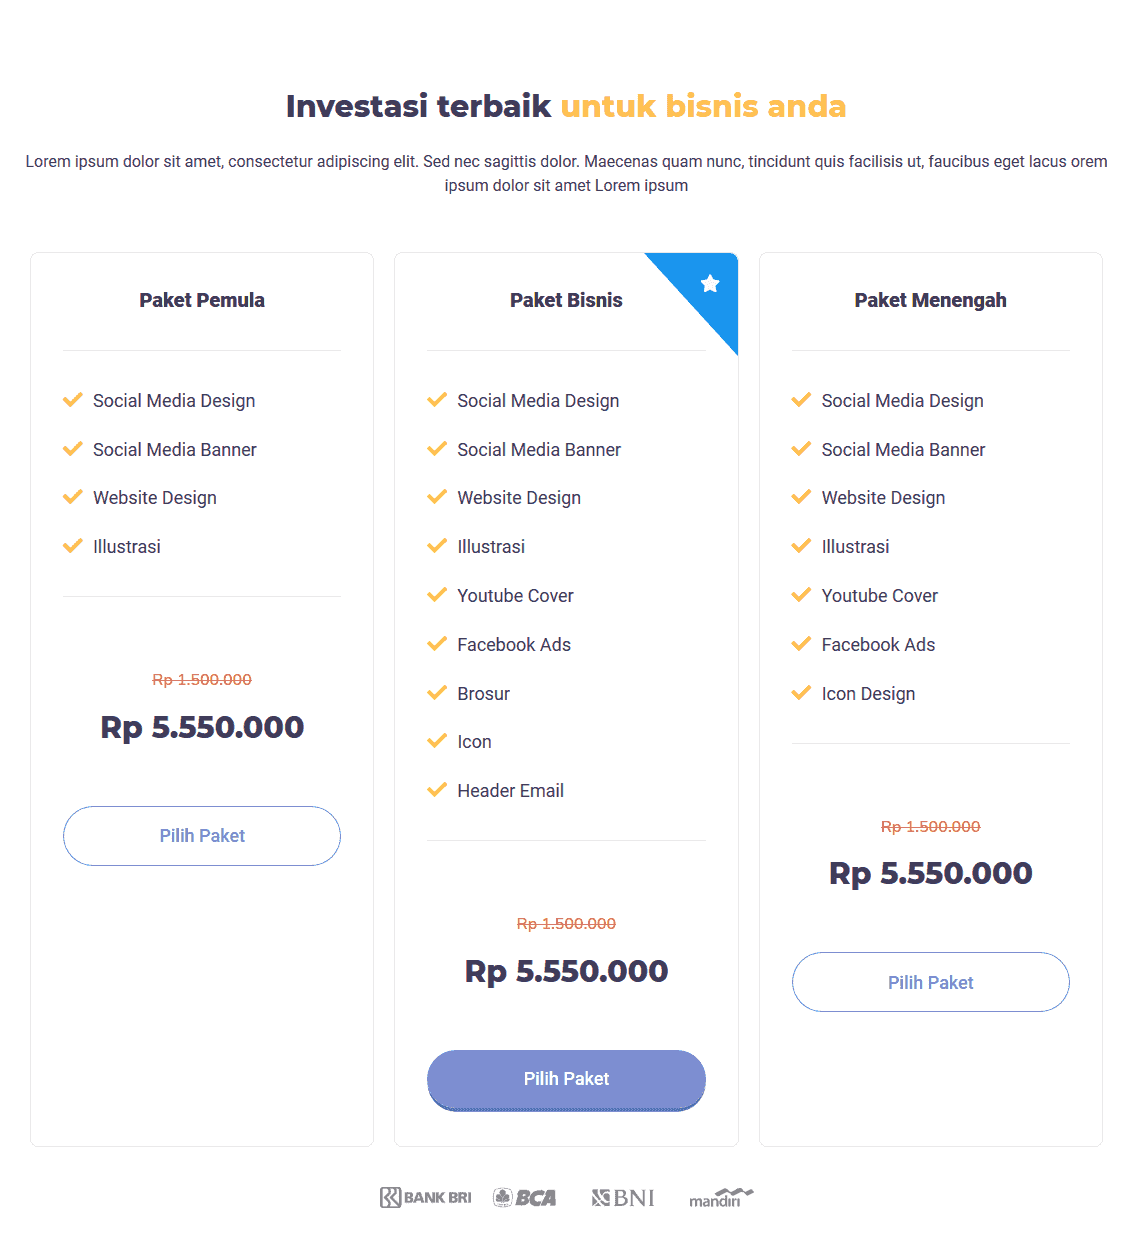 Investasi terbaik untuk bisnis anda
Lorem ipsum dolor sit amet, consectetur adipiscing elit. Sed nec sagittis dolor. Maecenas quam nunc, tincidunt quis facilisis ut, faucibus eget lacus orem
ipsum dolor sit amet Lorem ipsum
Paket Pemula
Social Media Design
Social Media Banner
Website Design
Illustrasi
Rp 1.500.000
Rp 5.550.000
Pilih Paket
Paket Bisnis
Social Media Design
Social Media Banner
Website Design
Illustrasi
Youtube Cover
Facebook Ads
Brosur
Icon
Header Email
Rp 1.500.000
Rp 5.550.000
Pilih Paket
Paket Menengah
Social Media Design
Social Media Banner
Website Design
Illustrasi
Youtube Cover
Facebook Ads
Icon Design
Rp 1.500.000
Rp 5.550.000
Pilih Paket
BANK BRI
BCA
BNI
mandiri